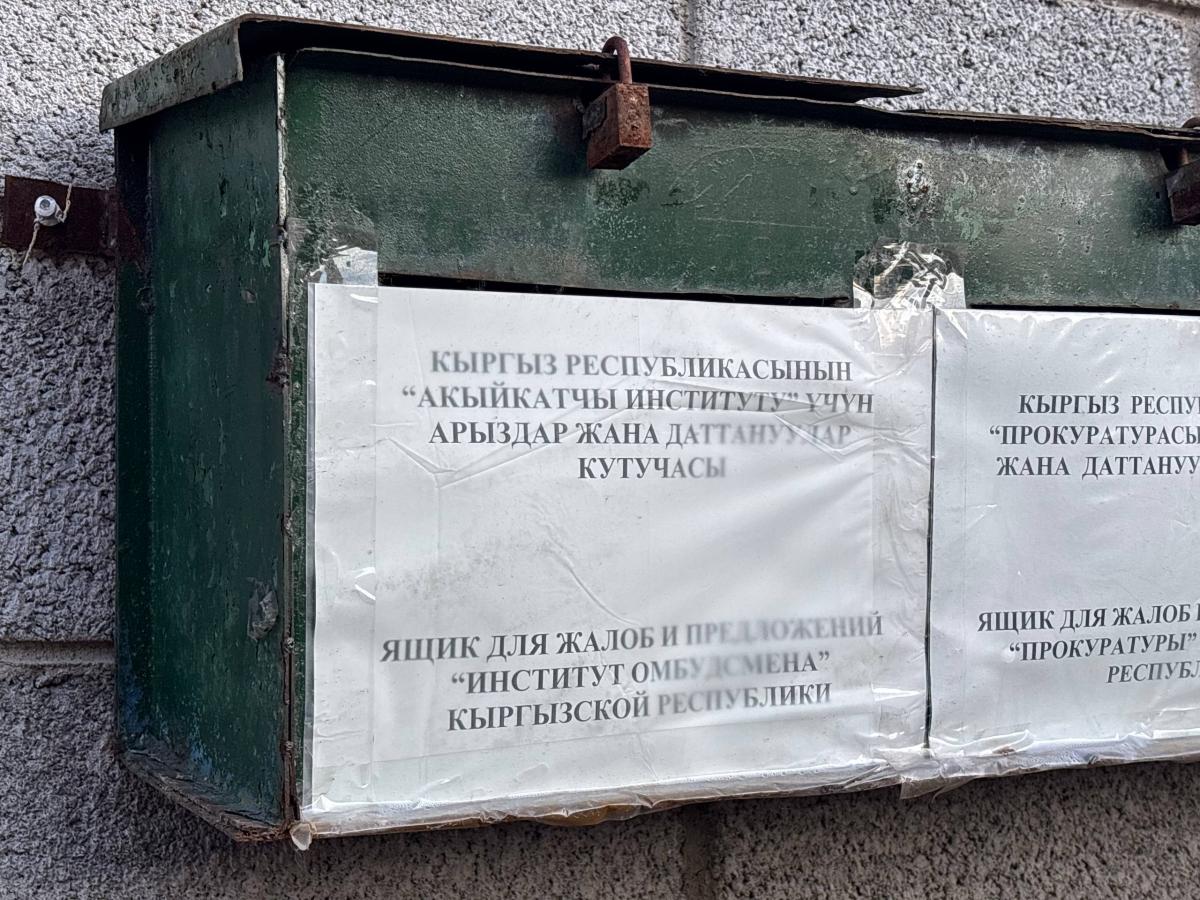 КЫРГЫЗ РЕСПУБЛИКАСЫНЫН
“АКЫЙКАТЧЫ ИНСТИТУТУ” ҮЧҮН
АРЫЗДАР ЖАНА ДАТТАНУУЛАР
КУТУЧАСЫ
ЯЩИК ДЛЯ ЖАЛОБ И ПРЕДЛОЖЕНИЙ
“ИНСТИТУТ ОМБУДСМЕНА”
КЫРГЫЗСКОЙ РЕСПУБЛИКИ
КЫРГЫЗ
“ПРОКУРАТУРАСЫ
ЖАНА
ЯЩИК ДЛЯ ЖАЛОБ
“ПРОКУРАТУРЫ”